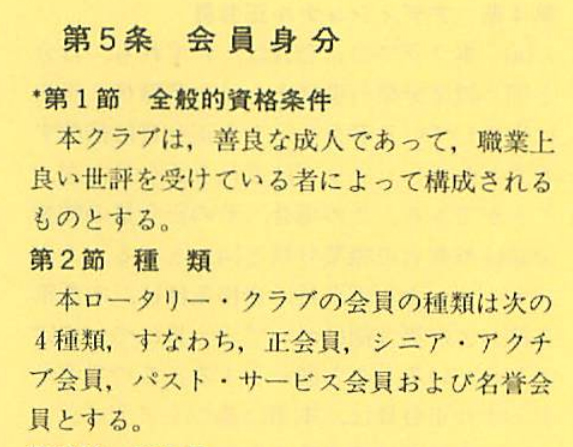 第5条 会員身分
*第1節 全般的資格条件
本クラブは，善良な成人であって，職業上
良い世評を受けている者によって構成される
ものとする。
第2節 種 類
本ロータリー・クラブの会員の種類は次の
4種類，すなわち，正会員，シニア・アクチ
ブ会員，パスト・サービス会員および名誉会
員とする。